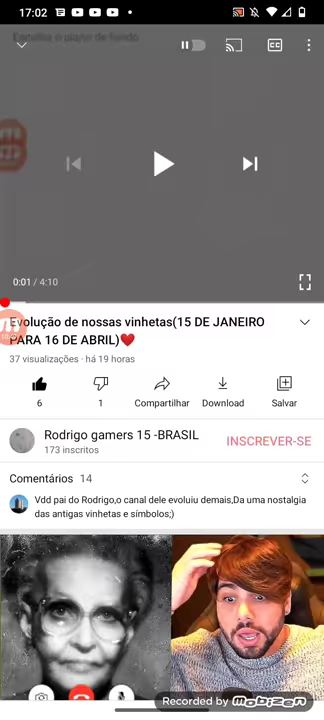 17:02
Escolha o plano de fundo
CC
0:01 / 4:10
Evolução de nossas vinhetas(15 DE JANEIRO
PARA 16 DE ABRIL)❤️
37 visualizações · há 19 horas
6 1 Compartilhar Download Salvar
Rodrigo gamers 15 -BRASIL INSCREVER-SE
173 inscritos
Comentários 14
Vdd pai do Rodrigo,o canal dele evoluiu demais,Da uma nostalgia
das antigas vinhetas e símbolos;)
Recorded by mobizen